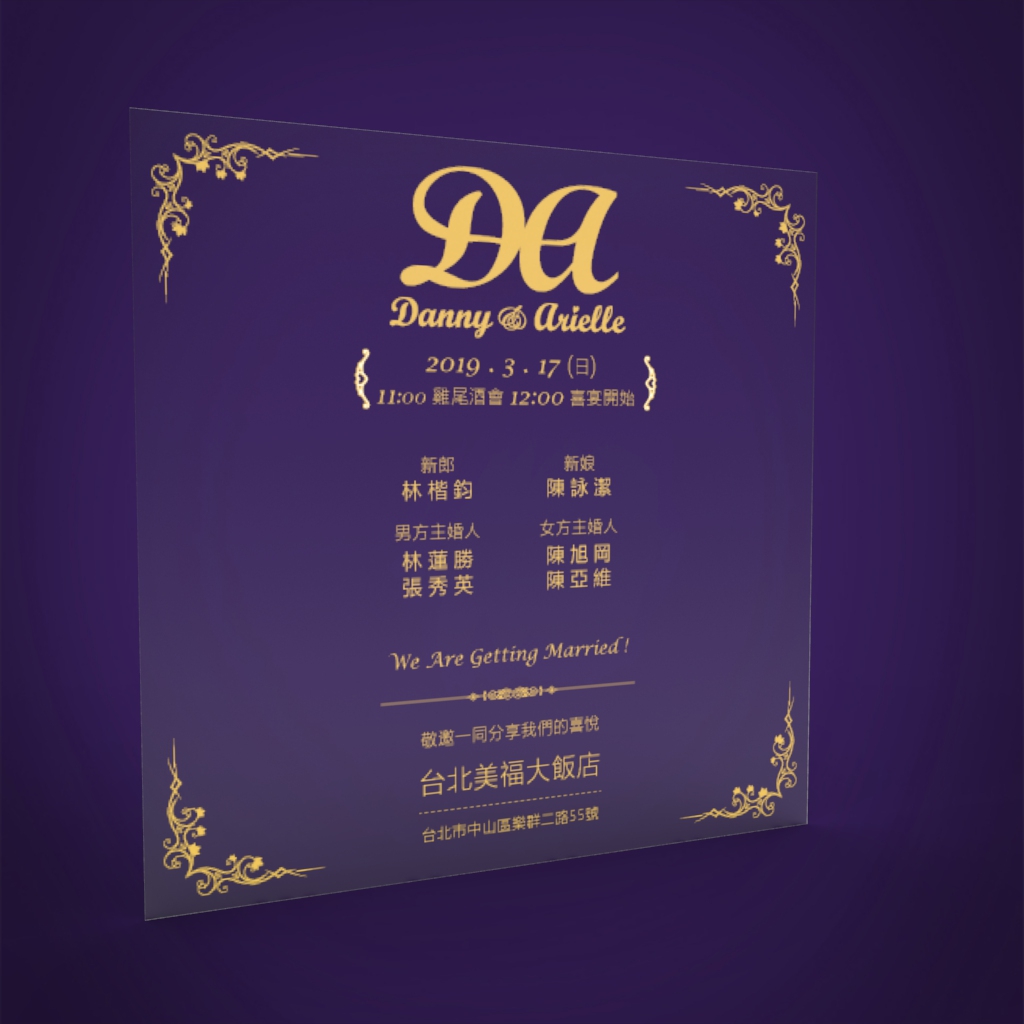 DA
Danny & Arielle
2019 . 3 . 17 (日)
11:00 雞尾酒會 12:00 喜宴開始
新郎 新娘
林楷鈞 陳詠潔
男方主婚人 女方主婚人
林蓮勝 陳旭岡
張秀英 陳亞維
We Are Getting Married!
敬邀一同分享我們的喜悅
台北美福大飯店
台北市中山區樂群二路55號